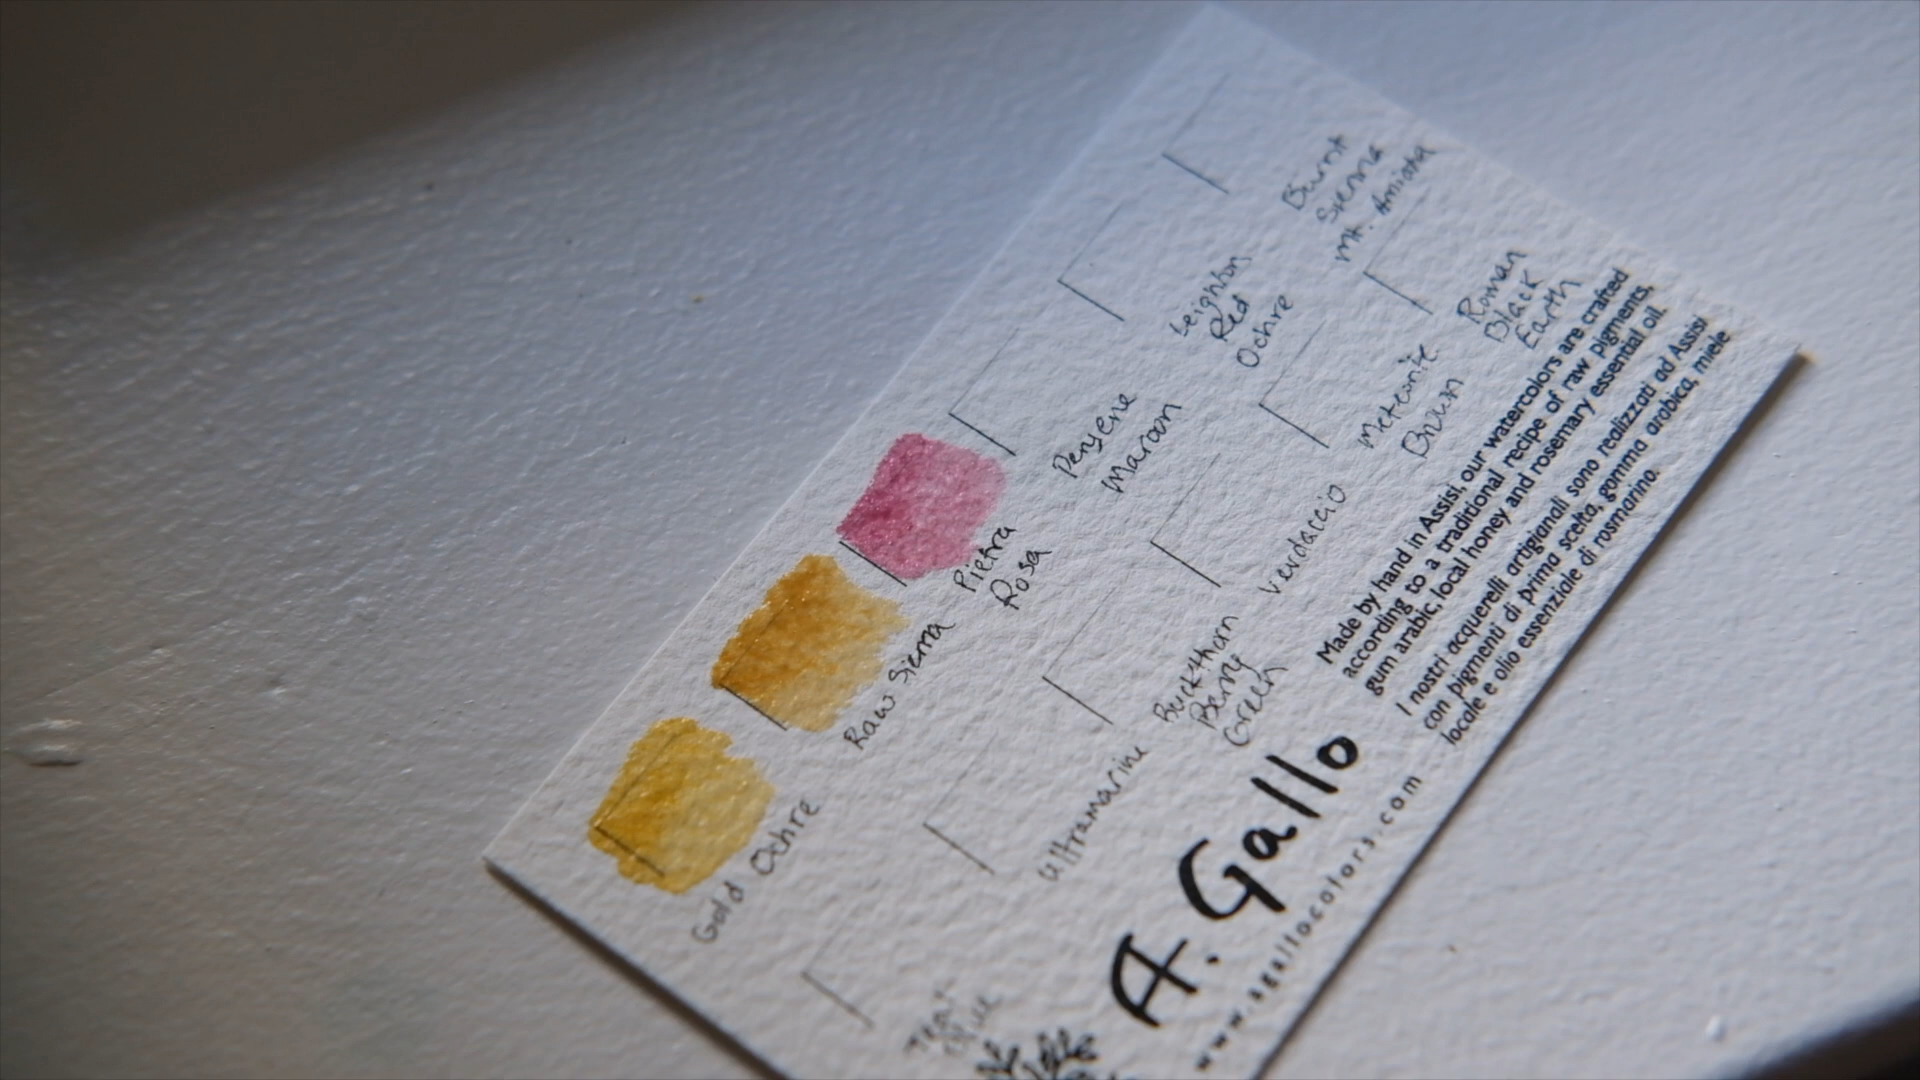 Gold Ochre
Raw Sienna
Pietra
Rosa
Perylene
Maroon
Leighton
Red
Ochre
Burnt
Sienna
Mt. Amiata
Blue
Ultramarine
Buckthorn
Berry
Green
Verdaccio
Meteorite
Brown
Roman
Black
Earth
A. Gallo
www.agallocolors.com
Made by hand in Assisi, our watercolors are crafted
according to a traditional recipe of raw pigments,
gum arabic, local honey and rosemary essential oil.
I nostri acquerelli artigianali sono realizzati ad Assisi
con pigmenti di prima scelta, gomma arabica, miele
locale e olio essenziale di rosmarino.